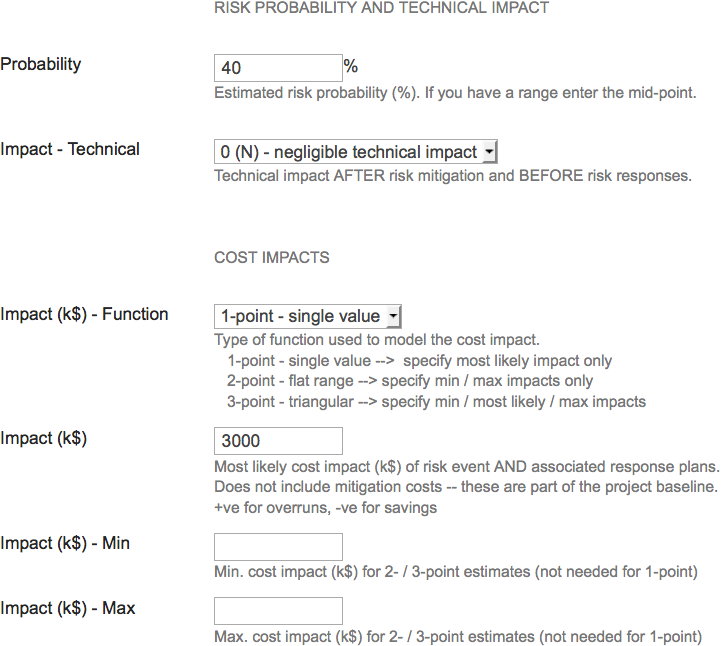 RISK PROBABILITY AND TECHNICAL IMPACT
Probability
40 %
Estimated risk probability (%). If you have a range enter the mid-point.
Impact - Technical
0 (N) - negligible technical impact
Technical impact AFTER risk mitigation and BEFORE risk responses.
COST IMPACTS
Impact (k$) - Function
1-point - single value
Type of function used to model the cost impact.
1-point - single value --> specify most likely impact only
2-point - flat range --> specify min / max impacts only
3-point - triangular --> specify min / most likely / max impacts
Impact (k$)
3000
Most likely cost impact (k$) of risk event AND associated response plans.
Does not include mitigation costs -- these are part of the project baseline.
+ve for overruns, -ve for savings
Impact (k$) - Min
Min. cost impact (k$) for 2- / 3-point estimates (not needed for 1-point)
Impact (k$) - Max
Max. cost impact (k$) for 2- / 3-point estimates (not needed for 1-point)